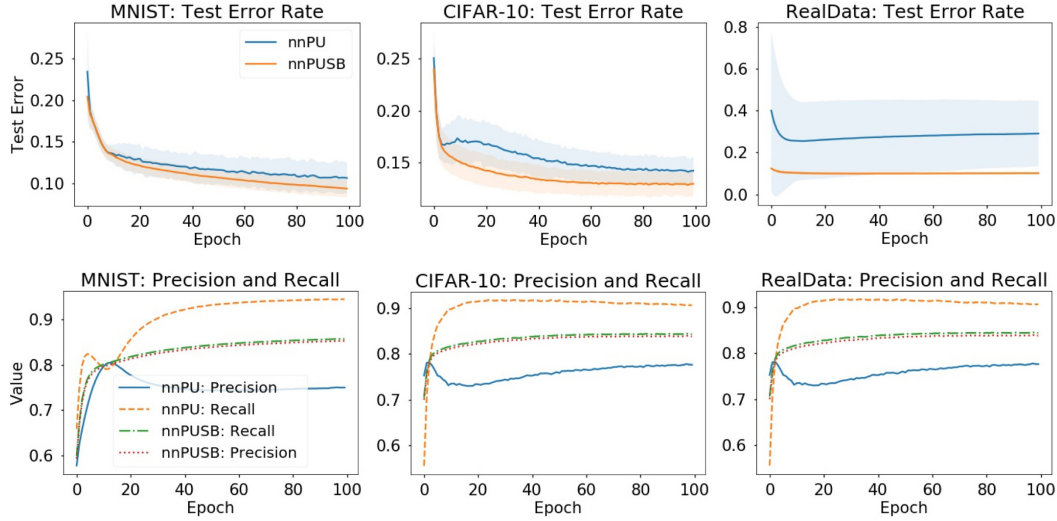 MNIST: Test Error Rate
CIFAR-10: Test Error Rate
RealData: Test Error Rate
Test Error
0.25
0.20
0.15
0.10
nnPU
nnPUSB
0 20 40 60 80 100
Epoch
0.25
0.20
0.15
0 20 40 60 80 100
Epoch
0.8
0.6
0.4
0.2
0.0
0 20 40 60 80 100
Epoch
MNIST: Precision and Recall
CIFAR-10: Precision and Recall
RealData: Precision and Recall
Value
0.9
0.8
0.7
0.6
nnPU: Precision
nnPU: Recall
nnPUSB: Recall
nnPUSB: Precision
0 20 40 60 80 100
Epoch
0.9
0.8
0.7
0.6
0 20 40 60 80 100
Epoch
0.9
0.8
0.7
0.6
0 20 40 60 80 100
Epoch